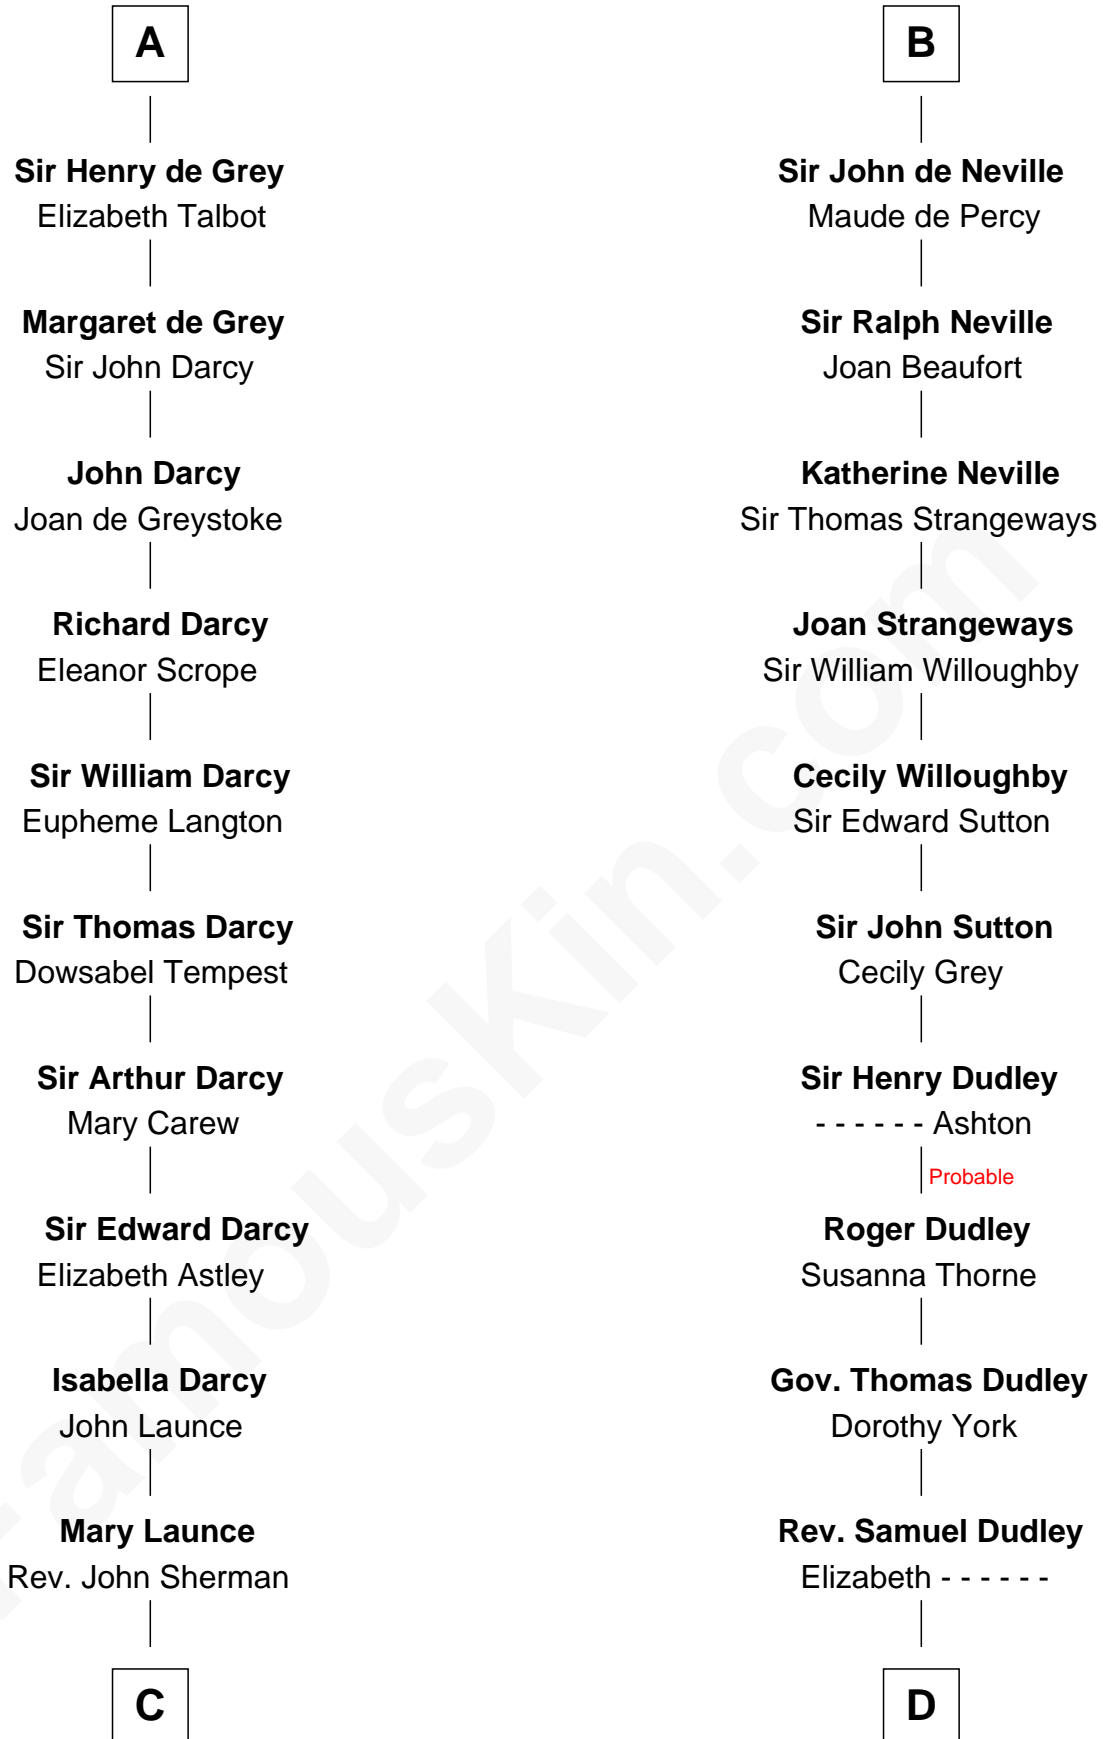 A
Sir Henry de Grey
Elizabeth Talbot
Margaret de Grey
Sir John Darcy
John Darcy
Joan de Greystoke
Richard Darcy
Eleanor Scrope
Sir William Darcy
Eupheme Langton
Sir Thomas Darcy
Dowsabel Tempest
Sir Arthur Darcy
Mary Carew
Sir Edward Darcy
Elizabeth Astley
Isabella Darcy
John Launce
Mary Launce
Rev. John Sherman
C
B
Sir John de Neville
Maude de Percy
Sir Ralph Neville
Joan Beaufort
Katherine Neville
Sir Thomas Strangeways
Joan Strangeways
Sir William Willoughby
Cecily Willoughby
Sir Edward Sutton
Sir John Sutton
Cecily Grey
Sir Henry Dudley
- - - - - - Ashton
Probable
Roger Dudley
Susanna Thorne
Gov. Thomas Dudley
Dorothy York
Rev. Samuel Dudley
Elizabeth - - - - - -
D
FamousKin.com